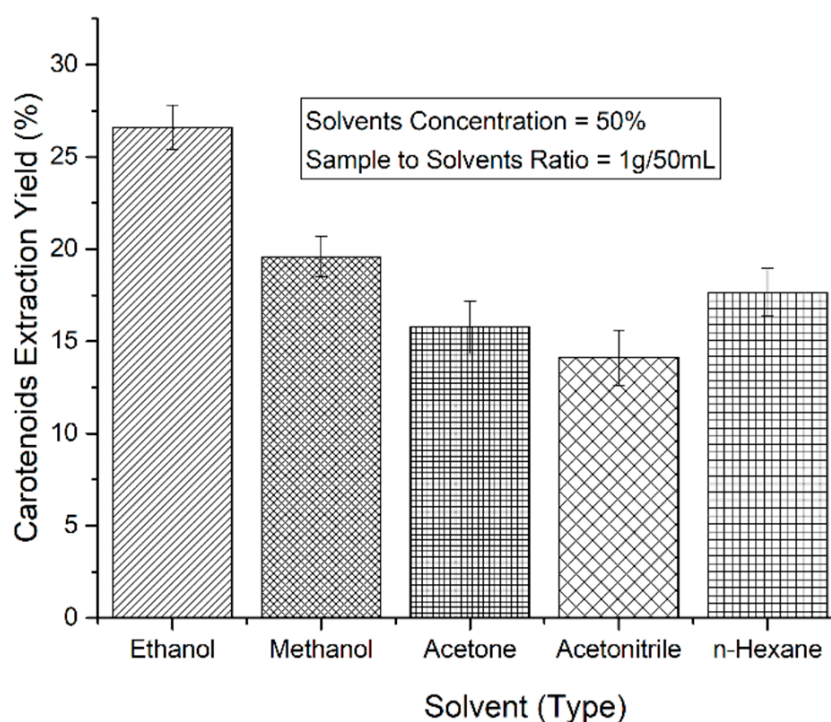 Carotenoids Extraction Yield (%)
30
25
20
15
10
5
0
Solvents Concentration = 50%
Sample to Solvents Ratio = 1g/50mL
Ethanol Methanol Acetone Acetonitrile n-Hexane
Solvent (Type)